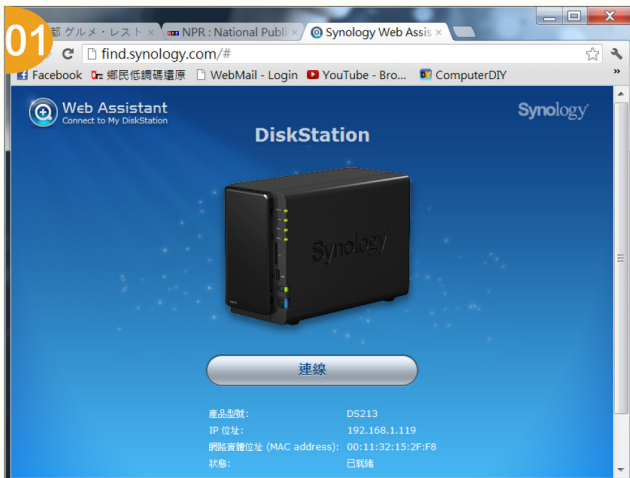 01
都 グルメ・レスト
NPR : National Publi
Synology Web Assis
find.synology.com/#
Facebook
鄉民低調碼還原
WebMail - Login
YouTube - Bro...
ComputerDIY
»
Web Assistant
Connect to My DiskStation
Synology
DiskStation
Synology
連線
產品型號: DS213
IP 位址: 192.168.1.119
網路實體位址 (MAC address): 00:11:32:15:2F:F8
狀態: 已就緒